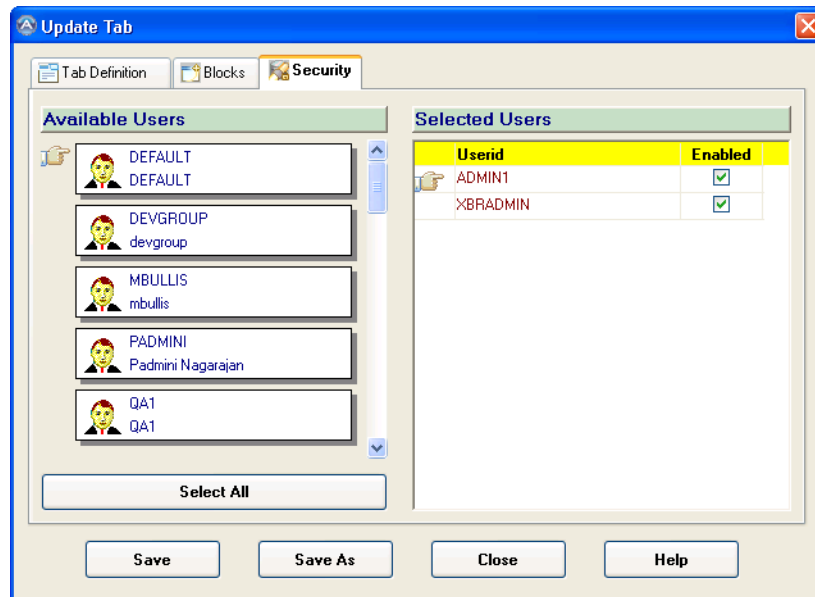 Update Tab
Tab Definition
Blocks
Security
Available Users
DEFAULT
DEFAULT
DEVGROUP
devgroup
MBULLIS
mbullis
PADMINI
Padmini Nagarajan
QA1
QA1
Select All
Selected Users
Userid Enabled
ADMIN1
XBRADMIN
Save
Save As
Close
Help